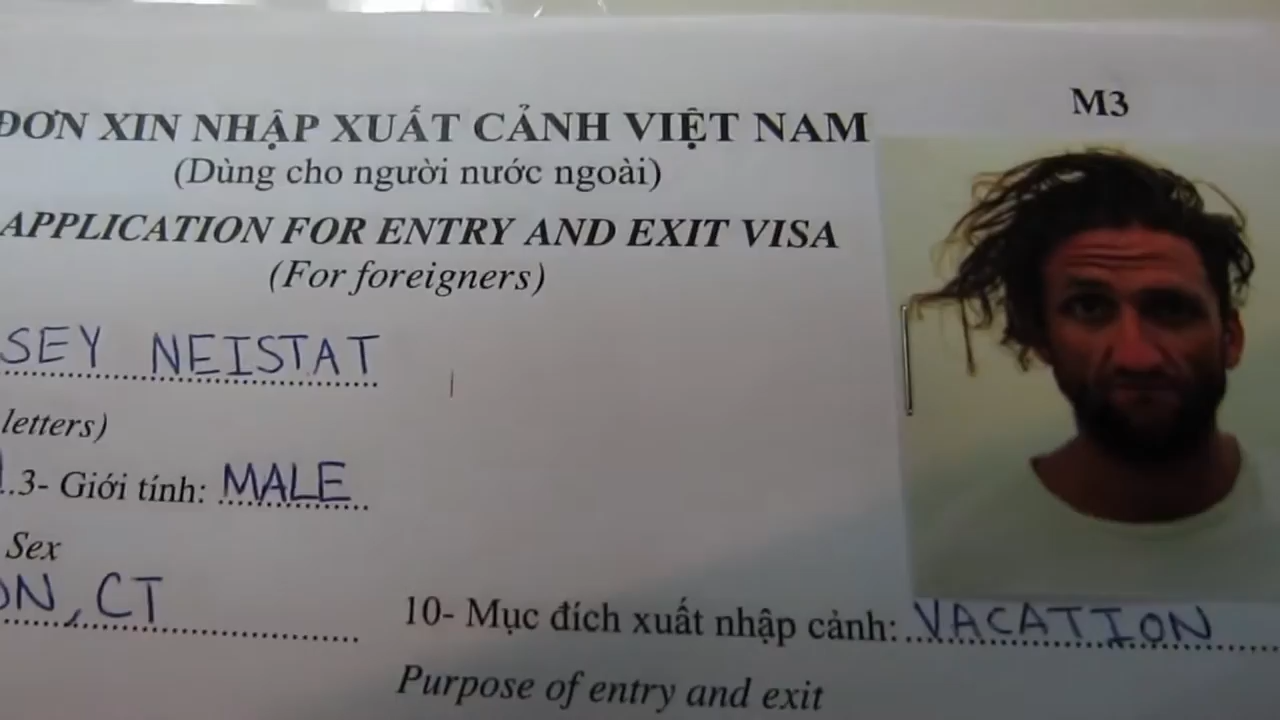 M3
ĐƠN XIN NHẬP XUẤT CẢNH VIỆT NAM
(Dùng cho người nước ngoài)
APPLICATION FOR ENTRY AND EXIT VISA
(For foreigners)
SEY NEISTAT
letters)
.3- Giới tính: MALE
Sex
ON, CT
10- Mục đích xuất nhập cảnh: VACATION
Purpose of entry and exit